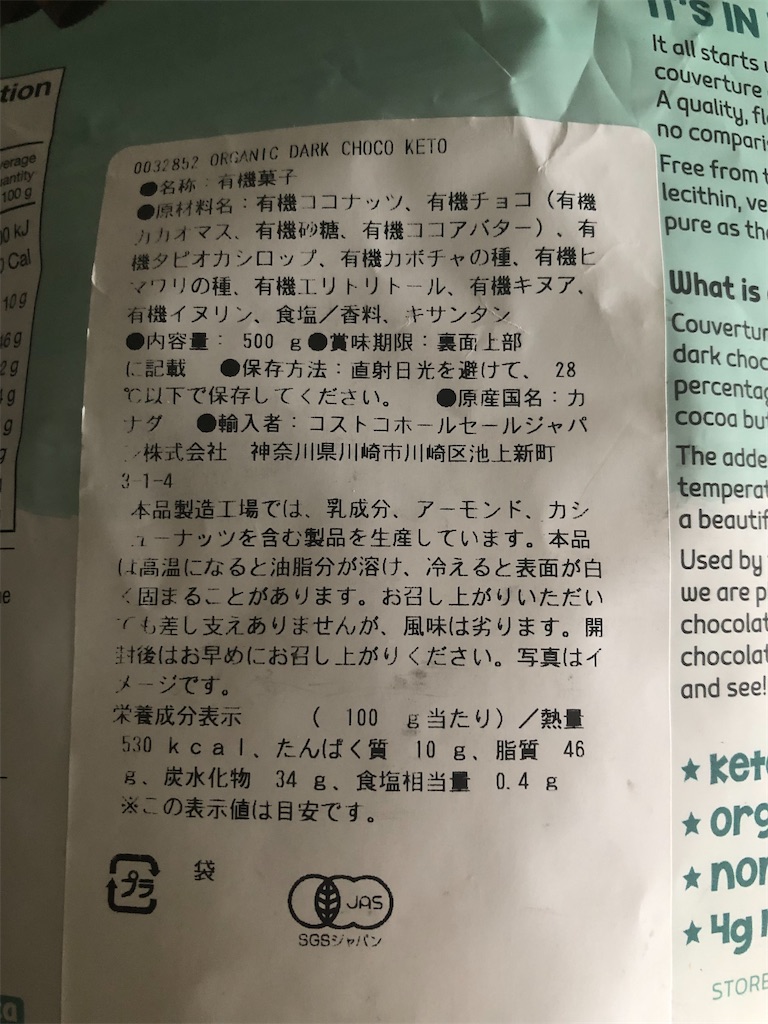 tion
verage
uantity
100 g
0 kJ
Cal
10 g
46 g
2 g
g
g
0032852 ORGANIC DARK CHOCO KETO
●名称：有機菓子
●原材料名：有機ココナッツ、有機チョコ（有機
カカオマス、有機砂糖、有機ココアバター）、有
機タピオカシロップ、有機カボチャの種、有機ヒ
マワリの種、有機エリトリトール、有機キヌア、
有機イヌリン、食塩／香料、キサンタン
●内容量： 500 g●賞味期限：裏面上部
に記載 ●保存方法：直射日光を避けて、 28
℃以下で保存してください。 ●原産国名：カ
ナダ ●輸入者：コストコホールセールジャパ
ン株式会社 神奈川県川崎市川崎区池上新町
3-1-4
本品製造工場では、乳成分、アーモンド、カシ
ューナッツを含む製品を生産しています。本品
は高温になると油脂分が溶け、冷えると表面が白
く固まることがあります。お召し上がりいただい
ても差し支えありませんが、風味は劣ります。開
封後はお早めにお召し上がりください。写真はイ
メージです。
栄養成分表示 （ 100 g当たり）／熱量
530 kcal、たんぱく質 10 g、脂質 46
g、炭水化物 34 g、食塩相当量 0.4 g
※この表示値は目安です。
プラ 袋
JAS
SGSジャパン
IT'S IN
It all starts
couverture
A quality, fl
no compari
Free from t
lecithin, ve
pure as th
What is
Couvertur
dark choc
percentag
cocoa but
The adde
temperat
a beautif
Used by
we are p
chocolat
chocolat
and see!
★ket
★org
★non
★4g
STORE